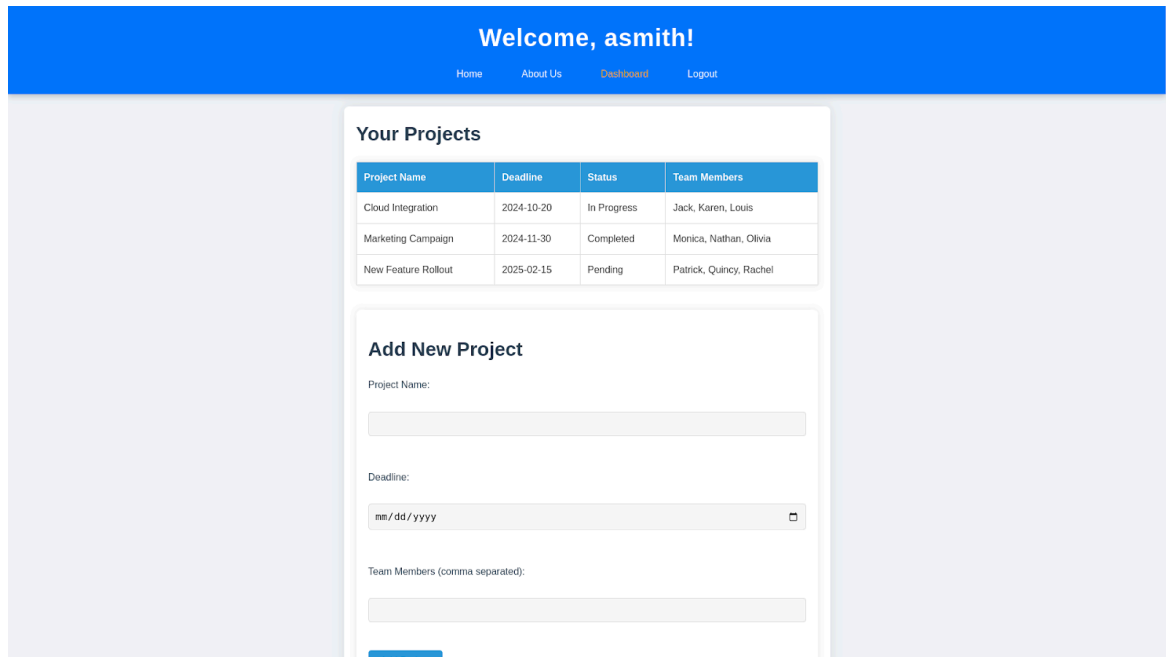 Welcome, asmith!
Home About Us Dashboard Logout
Your Projects
Project Name Deadline Status Team Members
Cloud Integration 2024-10-20 In Progress Jack, Karen, Louis
Marketing Campaign 2024-11-30 Completed Monica, Nathan, Olivia
New Feature Rollout 2025-02-15 Pending Patrick, Quincy, Rachel
Add New Project
Project Name:
Deadline:
mm/dd/yyyy
Team Members (comma separated):